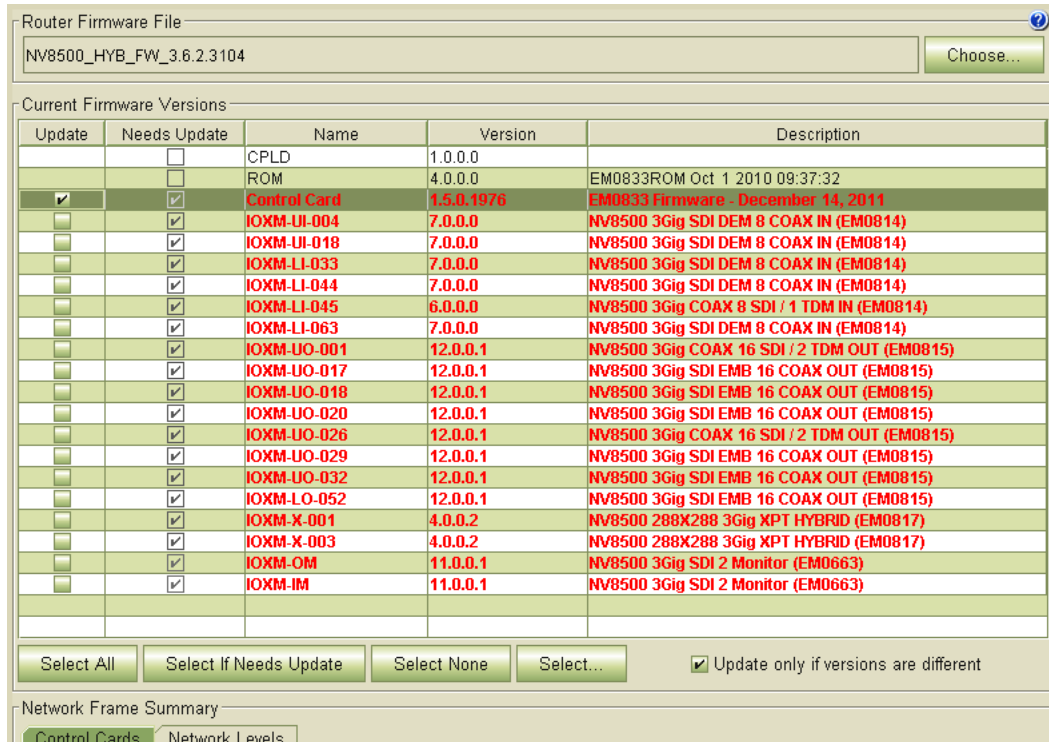 Router Firmware File
?
NV8500_HYB_FW_3.6.2.3104
Choose...
Current Firmware Versions
Update Needs Update Name Version Description
CPLD 1.0.0.0
ROM 4.0.0.0 EM0833ROM Oct 1 2010 09:37:32
Control Card 1.5.0.1976 EM0833 Firmware - December 14, 2011
IOXM-UI-004 7.0.0.0 NV8500 3Gig SDI DEM 8 COAX IN (EM0814)
IOXM-UI-018 7.0.0.0 NV8500 3Gig SDI DEM 8 COAX IN (EM0814)
IOXM-LI-033 7.0.0.0 NV8500 3Gig SDI DEM 8 COAX IN (EM0814)
IOXM-LI-044 7.0.0.0 NV8500 3Gig SDI DEM 8 COAX IN (EM0814)
IOXM-LI-045 6.0.0.0 NV8500 3Gig COAX 8 SDI / 1 TDM IN (EM0814)
IOXM-LI-063 7.0.0.0 NV8500 3Gig SDI DEM 8 COAX IN (EM0814)
IOXM-UO-001 12.0.0.1 NV8500 3Gig COAX 16 SDI / 2 TDM OUT (EM0815)
IOXM-UO-017 12.0.0.1 NV8500 3Gig SDI EMB 16 COAX OUT (EM0815)
IOXM-UO-018 12.0.0.1 NV8500 3Gig SDI EMB 16 COAX OUT (EM0815)
IOXM-UO-020 12.0.0.1 NV8500 3Gig SDI EMB 16 COAX OUT (EM0815)
IOXM-UO-026 12.0.0.1 NV8500 3Gig COAX 16 SDI / 2 TDM OUT (EM0815)
IOXM-UO-029 12.0.0.1 NV8500 3Gig SDI EMB 16 COAX OUT (EM0815)
IOXM-UO-032 12.0.0.1 NV8500 3Gig SDI EMB 16 COAX OUT (EM0815)
IOXM-LO-052 12.0.0.1 NV8500 3Gig SDI EMB 16 COAX OUT (EM0815)
IOXM-X-001 4.0.0.2 NV8500 288X288 3Gig XPT HYBRID (EM0817)
IOXM-X-003 4.0.0.2 NV8500 288X288 3Gig XPT HYBRID (EM0817)
IOXM-OM 11.0.0.1 NV8500 3Gig SDI 2 Monitor (EM0663)
IOXM-IM 11.0.0.1 NV8500 3Gig SDI 2 Monitor (EM0663)
Select All Select If Needs Update Select None Select... Update only if versions are different
Network Frame Summary
Control Cards Network Levels